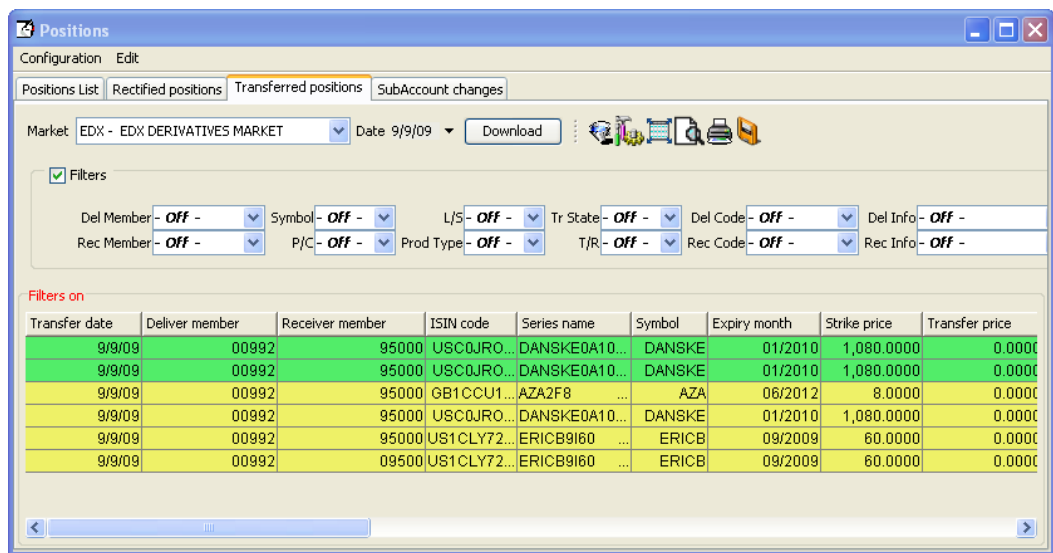 Positions
Configuration Edit
Positions List Rectified positions Transferred positions SubAccount changes
Market EDX - EDX DERIVATIVES MARKET Date 9/9/09 Download
Filters
Del Member - Off - Symbol - Off - L/S - Off - Tr State - Off - Del Code - Off - Del Info - Off -
Rec Member - Off - P/C - Off - Prod Type - Off - T/R - Off - Rec Code - Off - Rec Info - Off -
Filters on
Transfer date Deliver member Receiver member ISIN code Series name Symbol Expiry month Strike price Transfer price
9/9/09 00992 95000 USC0JRO... DANSKE0A10... DANSKE 01/2010 1,080.0000 0.0000
9/9/09 00992 95000 USC0JRO... DANSKE0A10... DANSKE 01/2010 1,080.0000 0.0000
9/9/09 00992 95000 GB1CCU1... AZA2F8 ... AZA 06/2012 8.0000 0.0000
9/9/09 00992 95000 USC0JRO... DANSKE0A10... DANSKE 01/2010 1,080.0000 0.0000
9/9/09 00992 95000 US1CLY72... ERICB9I60 ... ERICB 09/2009 60.0000 0.0000
9/9/09 00992 09500 US1CLY72... ERICB9I60 ... ERICB 09/2009 60.0000 0.0000